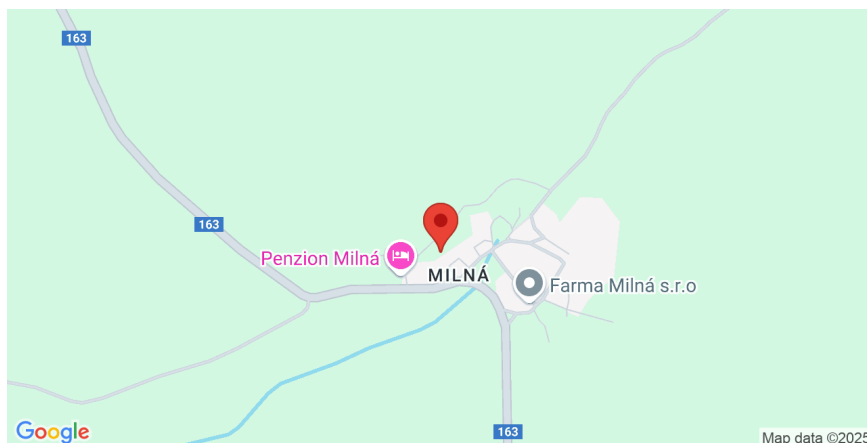 163
163
Penzion Milná
MILNÁ
Farma Milná s.r.o
163
Google
Map data ©2025